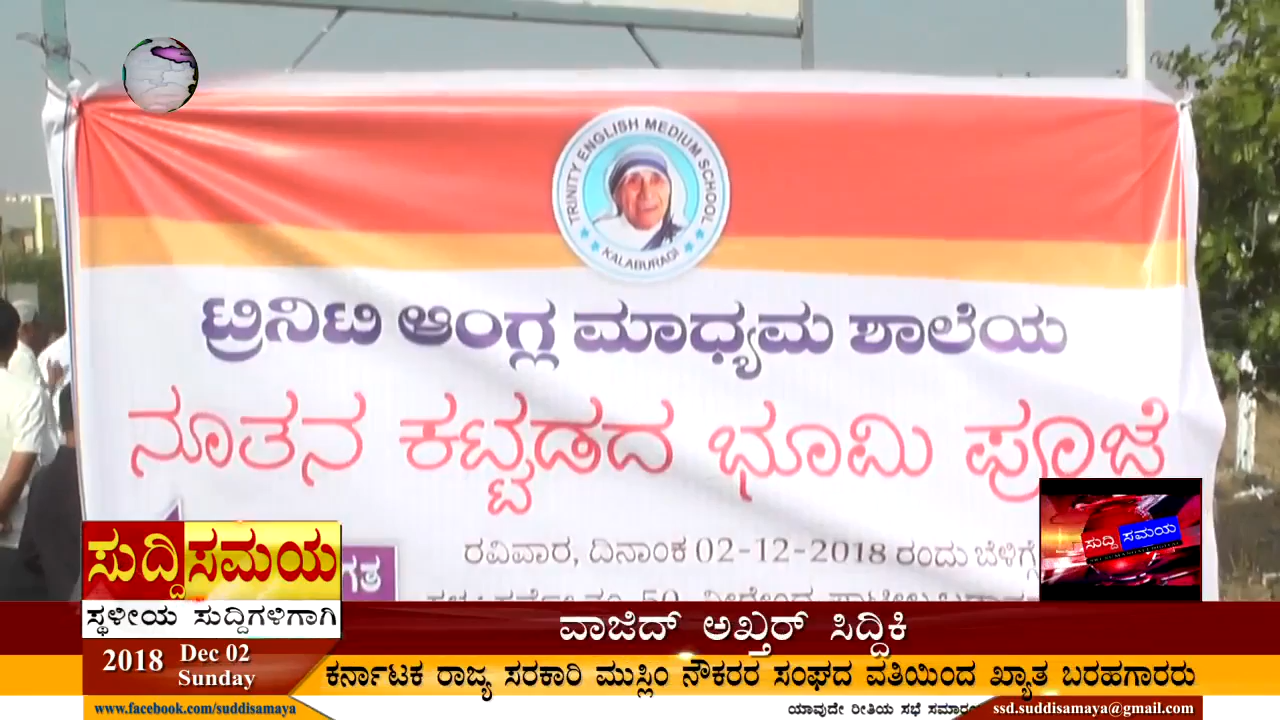 TRINITY ENGLISH MEDIUM SCHOOL
KALABURAGI
ಟ್ರಿನಿಟಿ ಆಂಗ್ಲ ಮಾಧ್ಯಮ ಶಾಲೆಯ
ನೂತನ ಕಟ್ಟಡದ ಭೂಮಿ ಪೂಜೆ
ರವಿವಾರ, ದಿನಾಂಕ 02-12-2018 ರಂದು ಬೆಳಿಗ್ಗೆ
ಸುದ್ದಿ ಸಮಯ
ಸುದ್ದಿಸಮಯ
ಸ್ಥಳೀಯ ಸುದ್ದಿಗಳಿಗಾಗಿ
ವಾಜಿದ್ ಅಖ್ತರ್ ಸಿದ್ದಿಕಿ
2018 Dec 02 Sunday
ಕರ್ನಾಟಕ ರಾಜ್ಯ ಸರಕಾರಿ ಮುಸ್ಲಿಂ ನೌಕರರ ಸಂಘದ ವತಿಯಿಂದ ಖ್ಯಾತ ಬರಹಗಾರರು
www.facebook.com/suddisamaya
ಯಾವುದೇ ರೀತಿಯ ಸಭೆ
ssd.suddisamaya@gmail.com